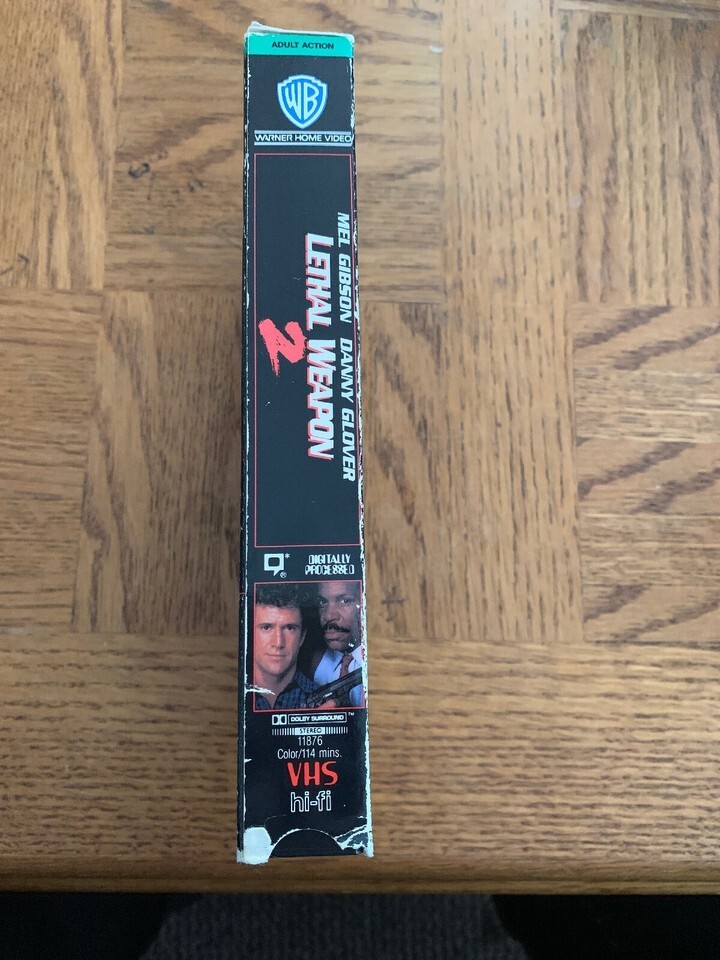 ADULT ACTION
WB
WARNER HOME VIDEO
MEL GIBSON DANNY GLOVER
LETHAL WEAPON
2
DIGITALLY
PROCESSED
DOLBY SURROUND ™
STEREO
11876
Color/114 mins.
VHS
hi-fi